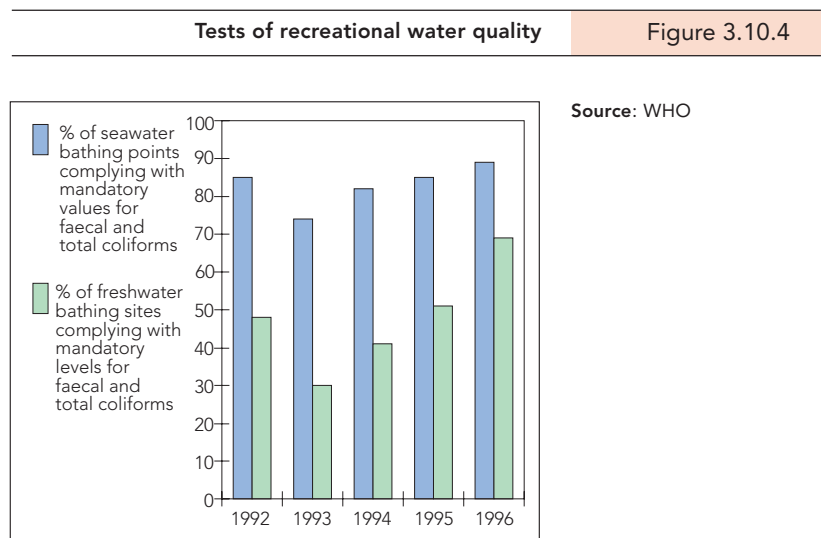 Tests of recreational water quality
Figure 3.10.4
Source: WHO
% of seawater
bathing points
complying with
mandatory
values for
faecal and
total coliforms
% of freshwater
bathing sites
complying with
mandatory
levels for
faecal and
total coliforms
100
90
80
70
60
50
40
30
20
10
0
1992 1993 1994 1995 1996